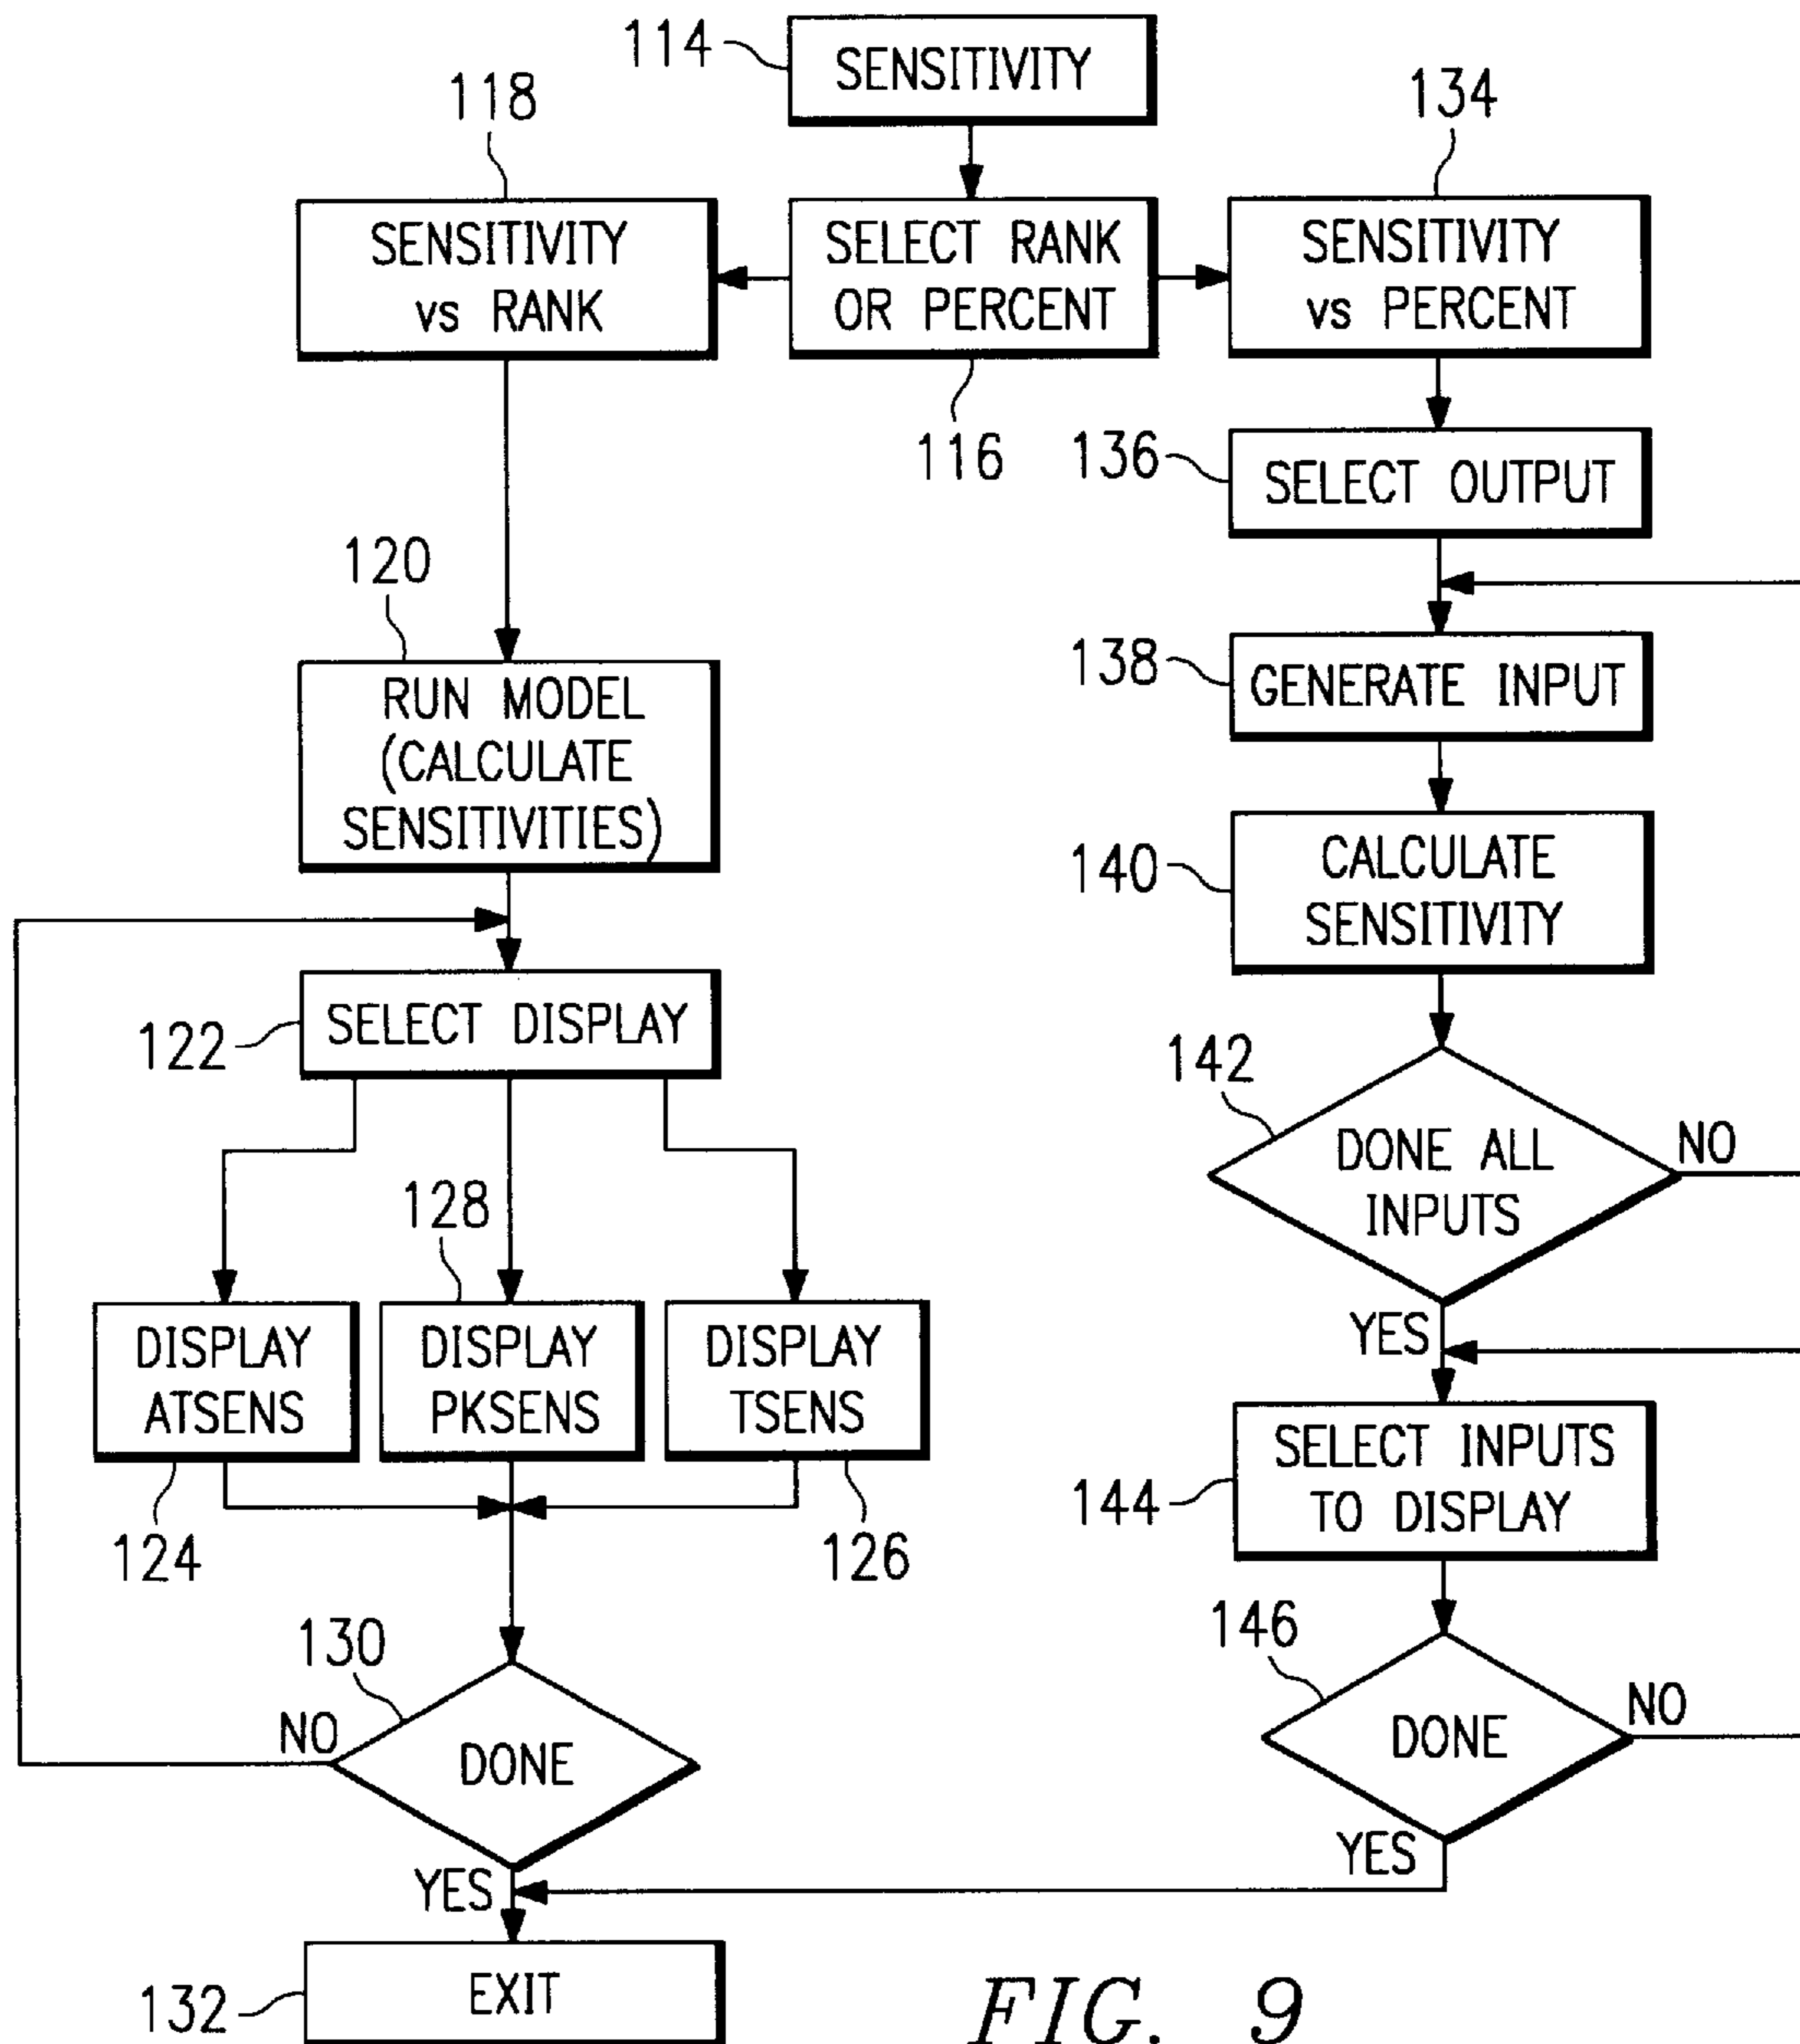 114
SENSITIVITY
118
134
SENSITIVITY
vs RANK
SELECT RANK
OR PERCENT
SENSITIVITY
vs PERCENT
116
136
SELECT OUTPUT
120
138
GENERATE INPUT
RUN MODEL
(CALCULATE
SENSITIVITIES)
140
CALCULATE
SENSITIVITY
122
SELECT DISPLAY
142
DONE ALL
INPUTS
NO
YES
128
DISPLAY
ATSENS
DISPLAY
PKSENS
DISPLAY
TSENS
124
126
144
SELECT INPUTS
TO DISPLAY
130
NO
DONE
YES
146
DONE
NO
YES
132
EXIT
FIG. 9